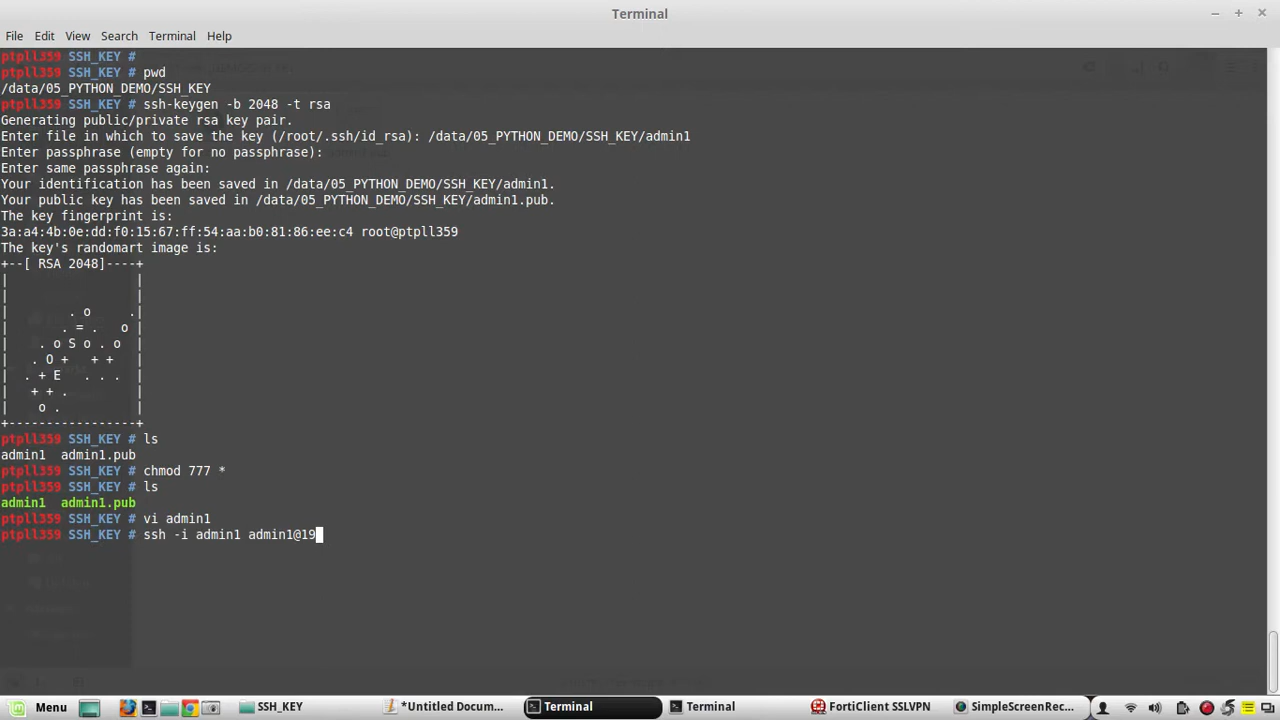 Terminal
File Edit View Search Terminal Help
ptpll359 SSH_KEY #
ptpll359 SSH_KEY # pwd
/data/05_PYTHON_DEMO/SSH_KEY
ptpll359 SSH_KEY # ssh-keygen -b 2048 -t rsa
Generating public/private rsa key pair.
Enter file in which to save the key (/root/.ssh/id_rsa): /data/05_PYTHON_DEMO/SSH_KEY/admin1
Enter passphrase (empty for no passphrase):
Enter same passphrase again:
Your identification has been saved in /data/05_PYTHON_DEMO/SSH_KEY/admin1.
Your public key has been saved in /data/05_PYTHON_DEMO/SSH_KEY/admin1.pub.
The key fingerprint is:
3a:a4:4b:0e:dd:f0:15:67:ff:54:aa:b0:81:86:ee:c4 root@ptpll359
The key's randomart image is:
+--[ RSA 2048]----+
|                 |
|                 |
|        . o     .|
|       . = .   o |
|    . o S o . o  |
|   . O +   + +   |
|  . + E   . . .  |
|   + + .         |
|    o .          |
+-----------------+
ptpll359 SSH_KEY # ls
admin1  admin1.pub
ptpll359 SSH_KEY # chmod 777 *
ptpll359 SSH_KEY # ls
admin1  admin1.pub
ptpll359 SSH_KEY # vi admin1
ptpll359 SSH_KEY # ssh -i admin1 admin1@19
Menu SSH_KEY *Untitled Docum... Terminal Terminal FortiClient SSLVPN SimpleScreenRec...